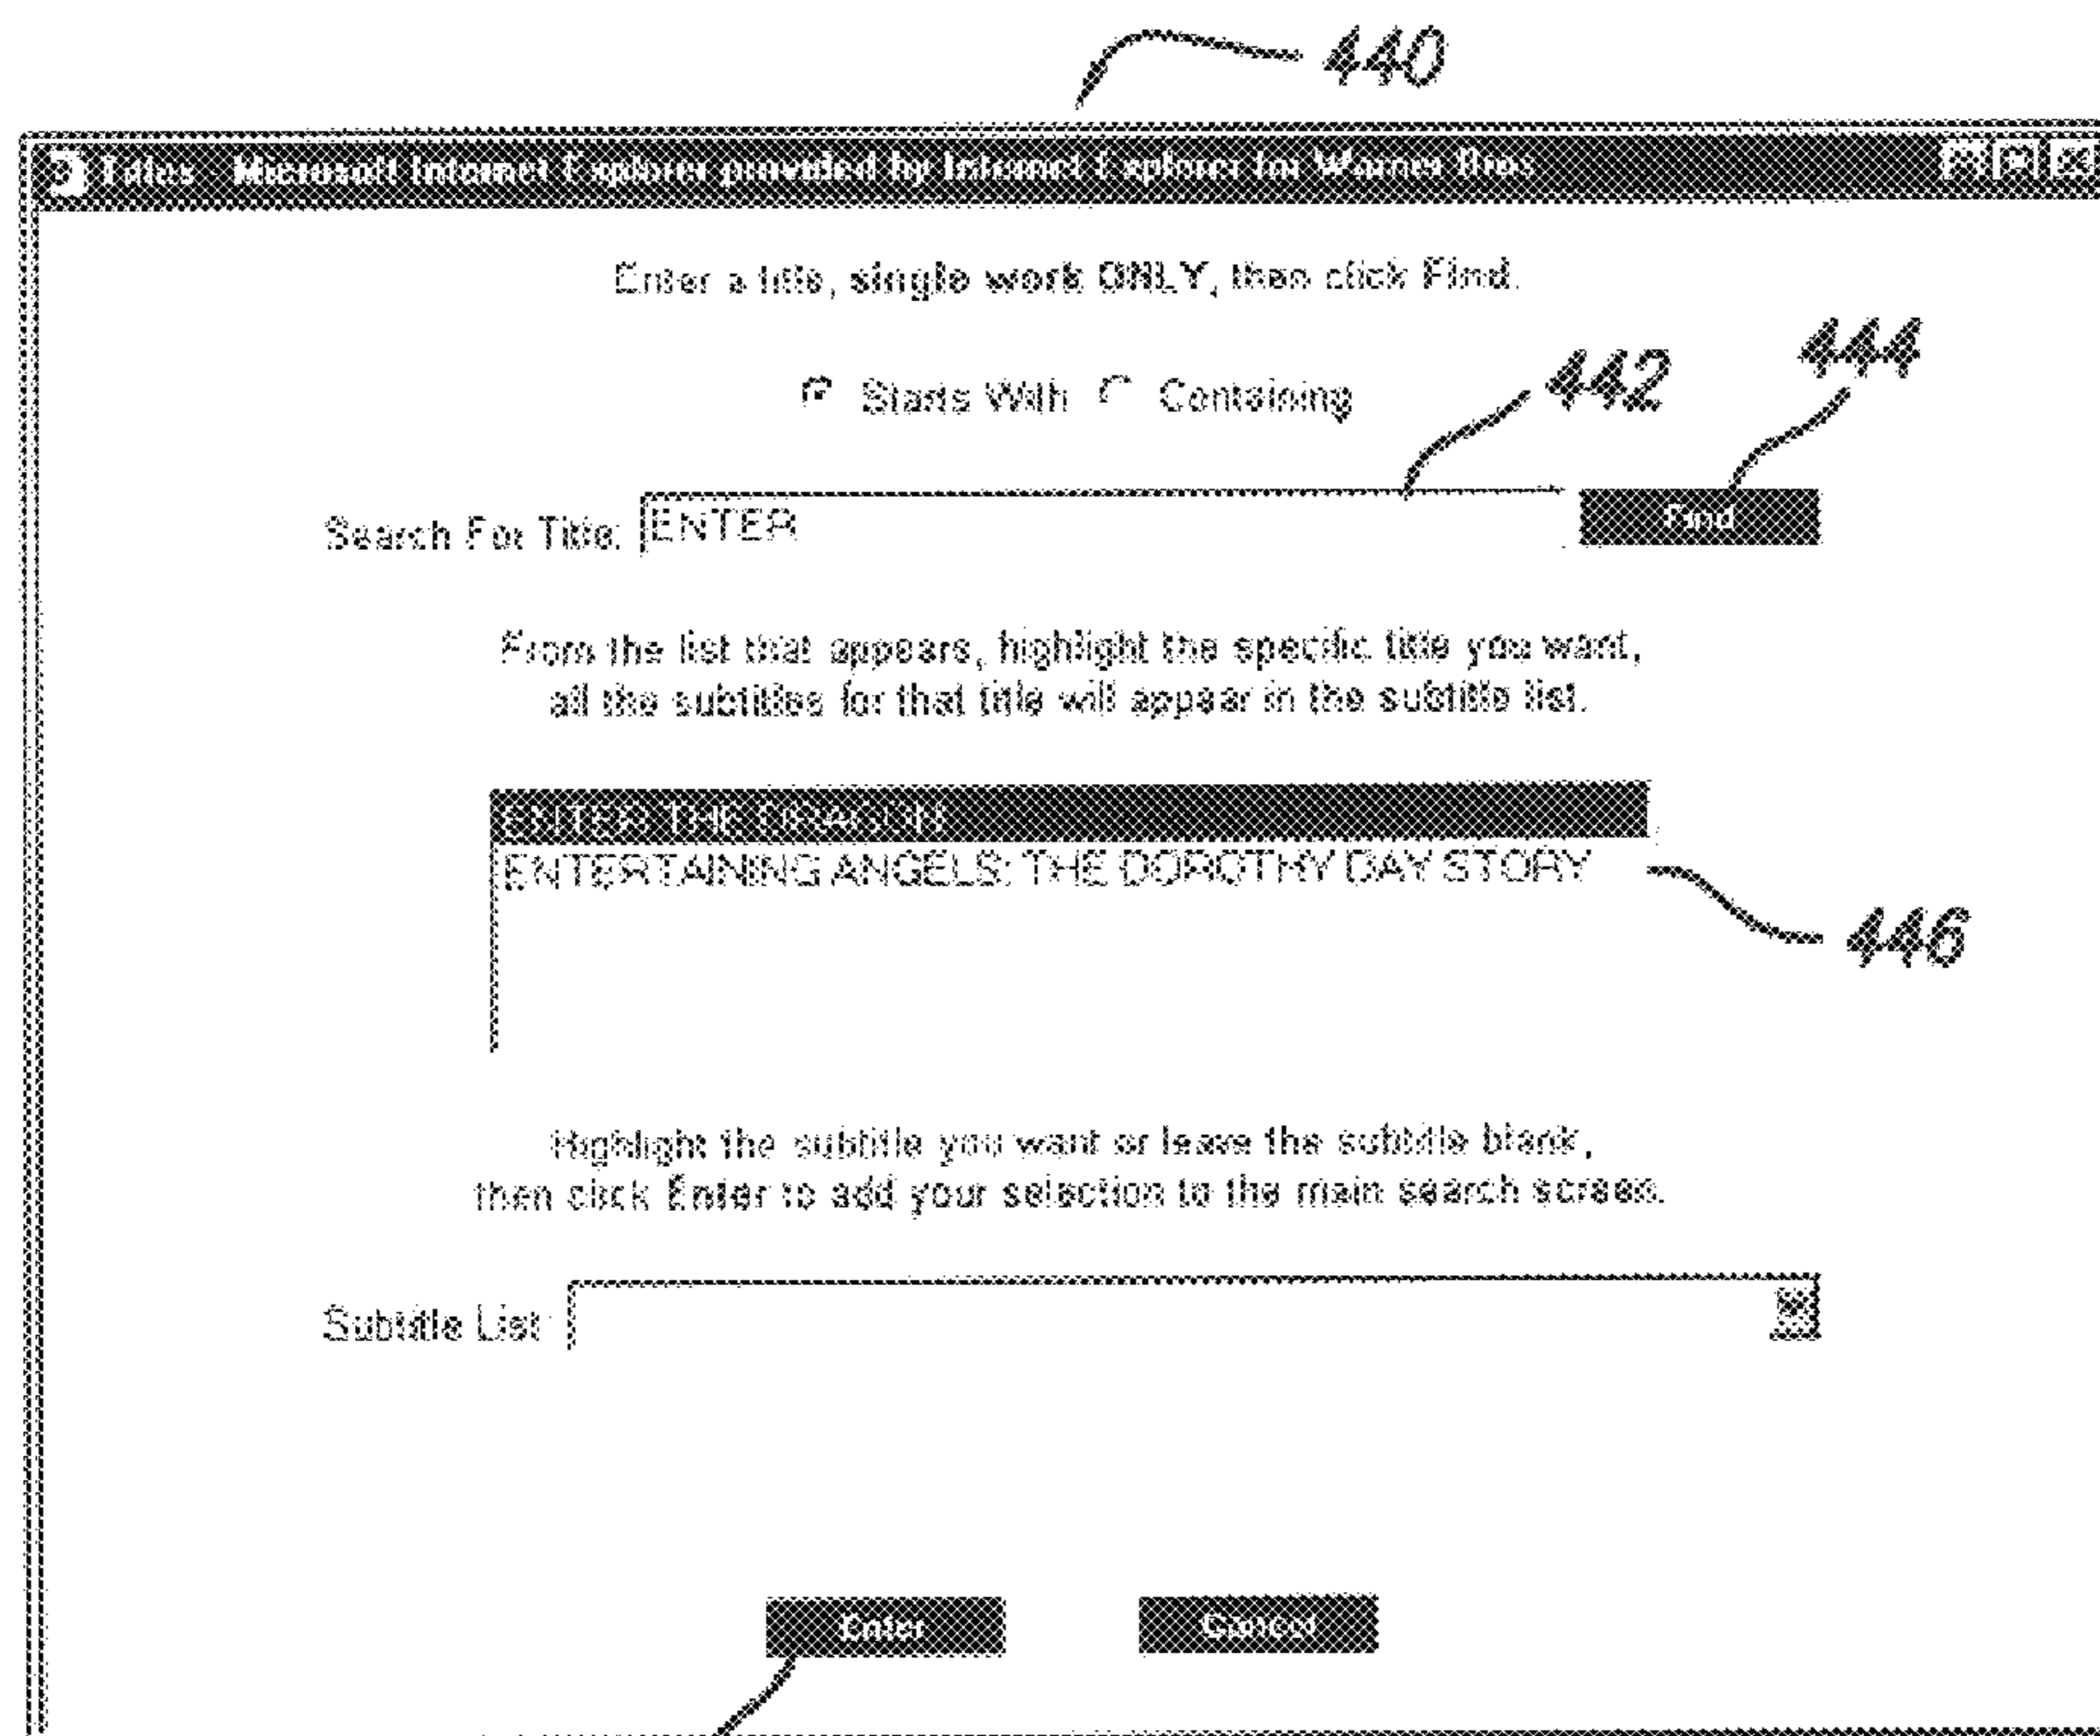 440
Titles - Microsoft Internet Explorer provided by Internet Explorer for Warner Bros
Enter a title, single work ONLY, then click Find.
Starts With Containing
442
444
Search For Title: ENTER Find
From the list that appears, highlight the specific title you want,
all the subtitles for that title will appear in the subtitle list.
ENTER THE DRAGON
ENTERTAINING ANGELS: THE DOROTHY DAY STORY
446
Highlight the subtitle you want or leave the subtitle blank,
then click Enter to add your selection to the main search screen.
Subtitle List:
Enter Cancel